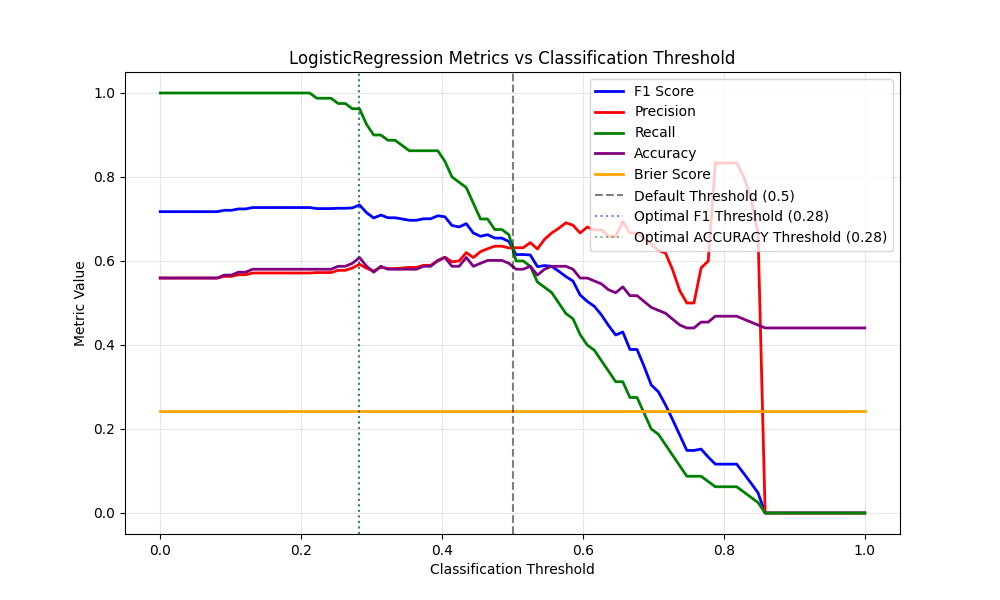 LogisticRegression Metrics vs Classification Threshold
F1 Score
Precision
Recall
Accuracy
Brier Score
Default Threshold (0.5)
Optimal F1 Threshold (0.28)
Optimal ACCURACY Threshold (0.28)
Metric Value
1.0
0.8
0.6
0.4
0.2
0.0
0.0 0.2 0.4 0.6 0.8 1.0
Classification Threshold